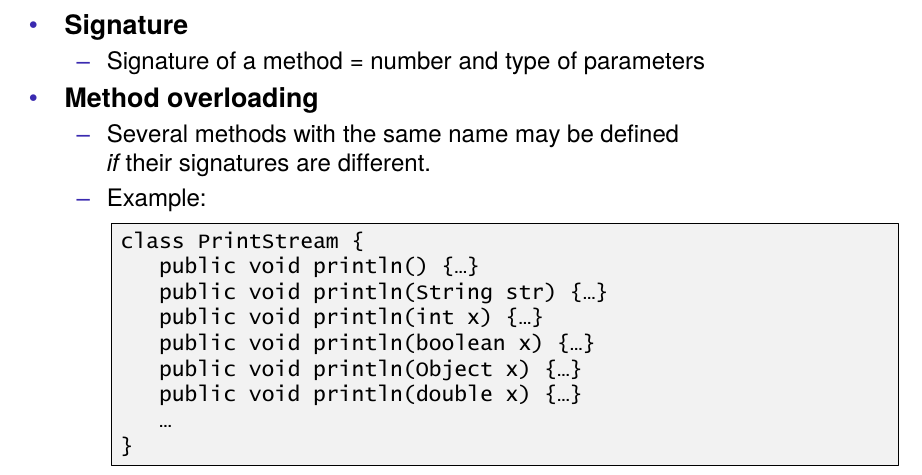 • Signature
– Signature of a method = number and type of parameters
• Method overloading
– Several methods with the same name may be defined
if their signatures are different.
– Example:
class PrintStream {
   public void println() {…}
   public void println(String str) {…}
   public void println(int x) {…}
   public void println(boolean x) {…}
   public void println(Object x) {…}
   public void println(double x) {…}
   …
}